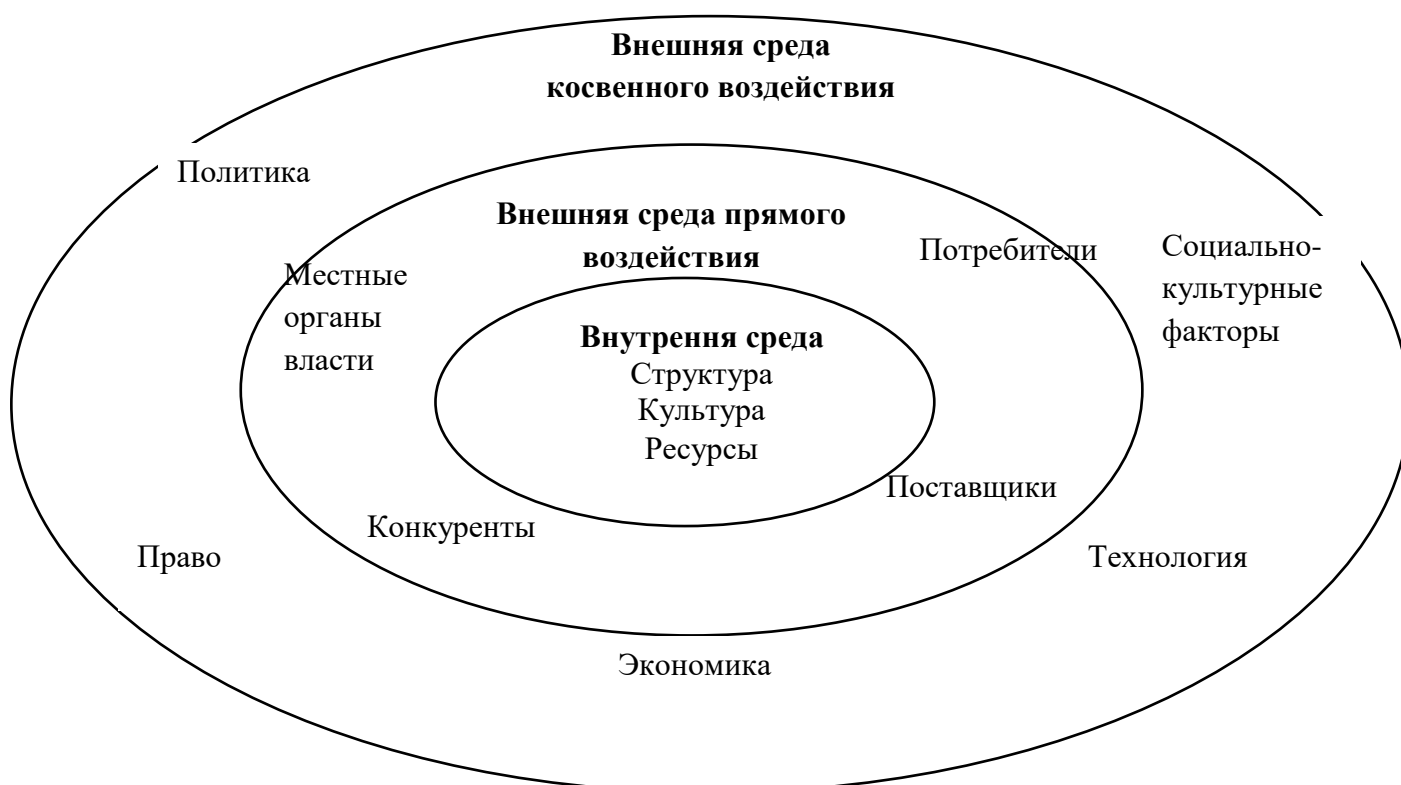 Внешняя среда
косвенного воздействия
Политика
Внешняя среда прямого
воздействия
Потребители
Социально-
культурные
факторы
Местные
органы
власти
Внутрення среда
Структура
Культура
Ресурсы
Поставщики
Конкуренты
Право
Технология
Экономика